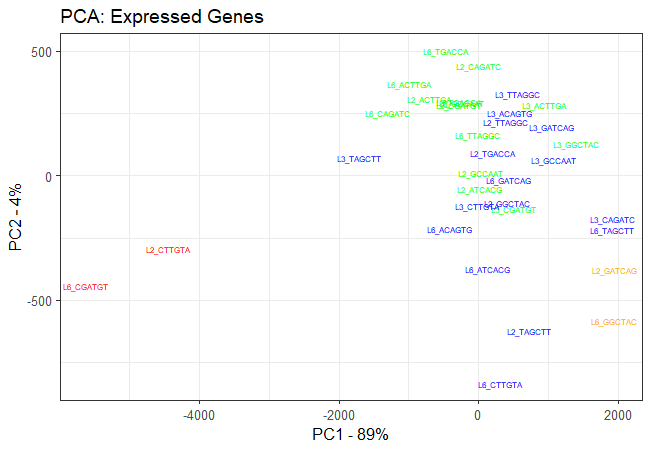 PCA: Expressed Genes
L6_TGACCA
L2_CAGATC
L6_ACTTGA
L3_TTAGGC
L2_ACTTGA
L3_ACTTGA
L6_CAGATC
L3_ACAGTG
L2_TTAGGC
L3_GATCAG
L6_TTAGGC
L3_GGCTAC
L2_TGACCA
L3_TAGCTT
L3_GCCAAT
L2_GCCAAT
L6_GATCAG
L2_ATCACG
L2_GGCTAC
L3_CTTGTA
L3_CGATGT
L3_CAGATC
L6_ACAGTG
L6_TAGCTT
L2_CTTGTA
L6_ATCACG
L2_GATCAG
L6_CGATGT
L6_GGCTAC
L2_TAGCTT
L6_CTTGTA
500
0
-500
PC2 - 4%
-4000
-2000
0
2000
PC1 - 89%